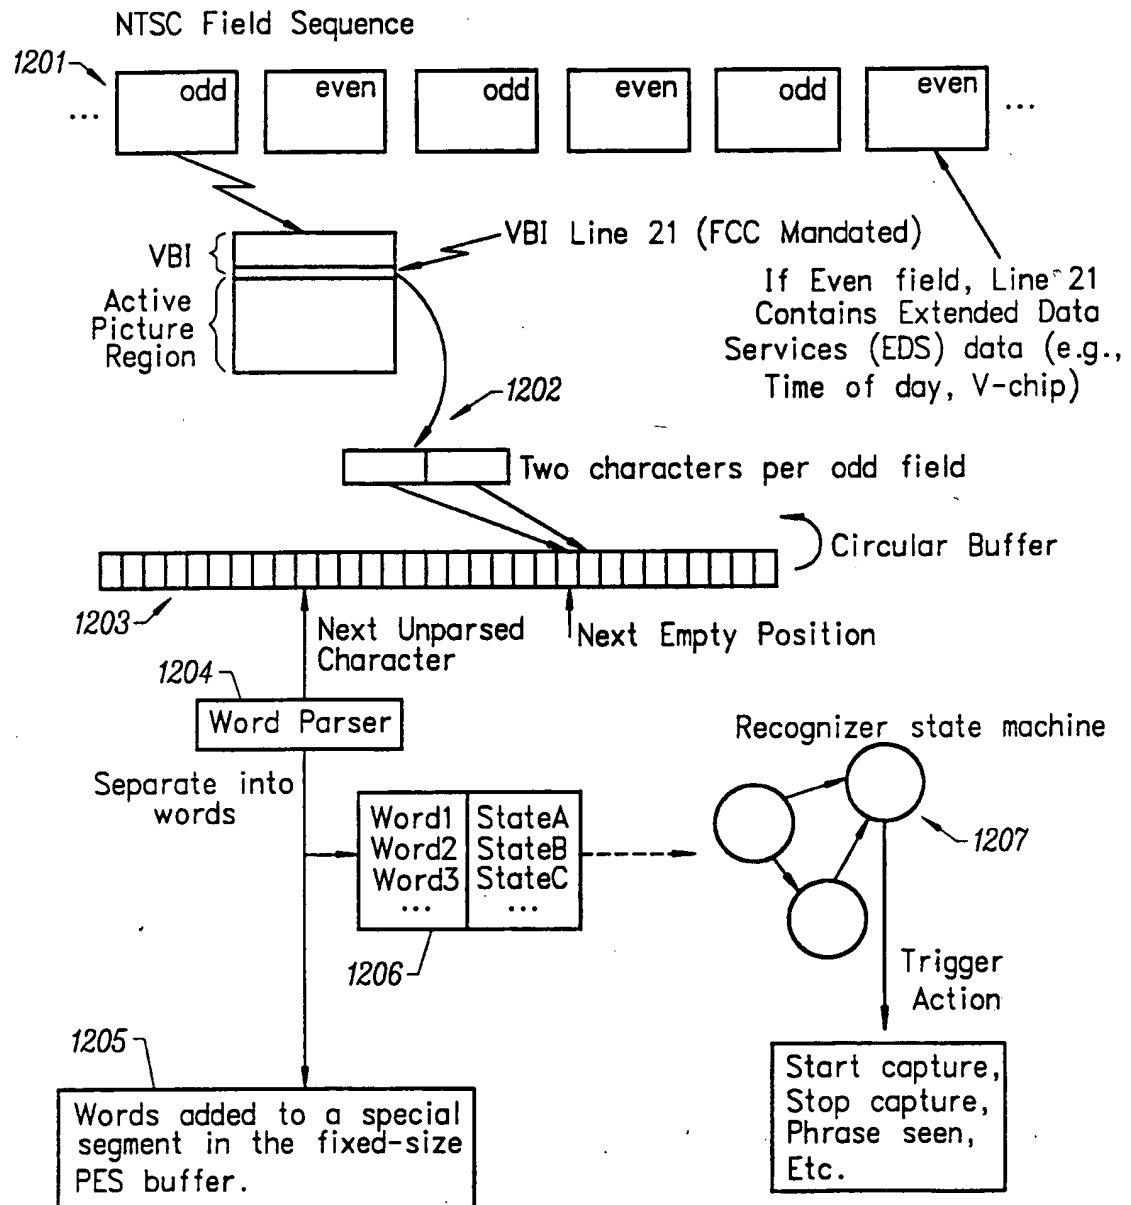 NTSC Field Sequence
1201
... odd even odd even odd even ...
VBI
VBI Line 21 (FCC Mandated)
Active
Picture
Region
If Even field, Line 21
Contains Extended Data
Services (EDS) data (e.g.,
Time of day, V-chip)
1202
Two characters per odd field
Circular Buffer
1203
Next Unparsed
Character
Next Empty Position
1204
Word Parser
Separate into
words
Recognizer state machine
Word1 StateA
Word2 StateB
Word3 StateC
... ...
1206
1207
Trigger
Action
1205
Words added to a special
segment in the fixed-size
PES buffer.
Start capture,
Stop capture,
Phrase seen,
Etc.